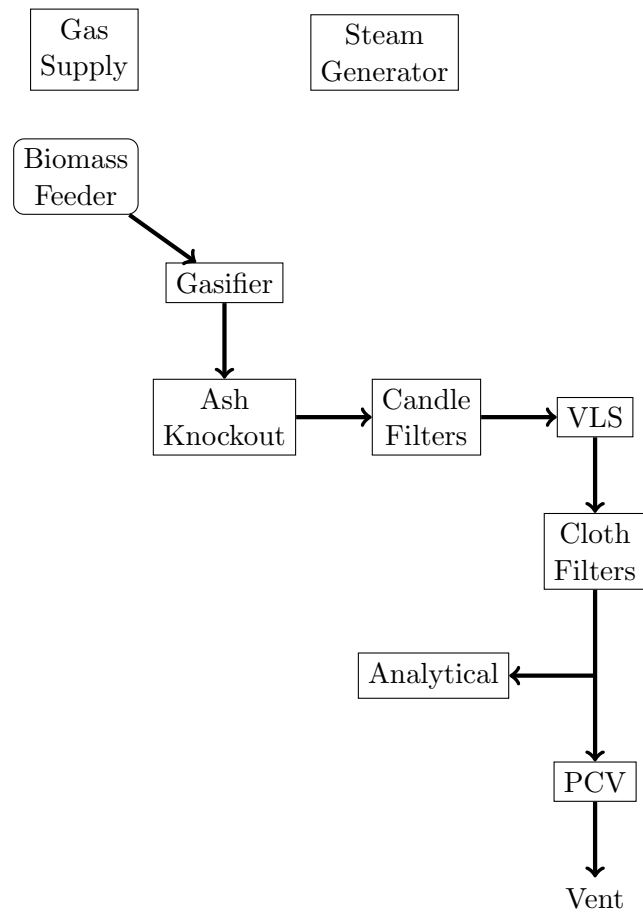 Gas
Supply
Steam
Generator
Biomass
Feeder
Gasifier
Ash
Knockout
Candle
Filters
VLS
Cloth
Filters
Analytical
PCV
Vent